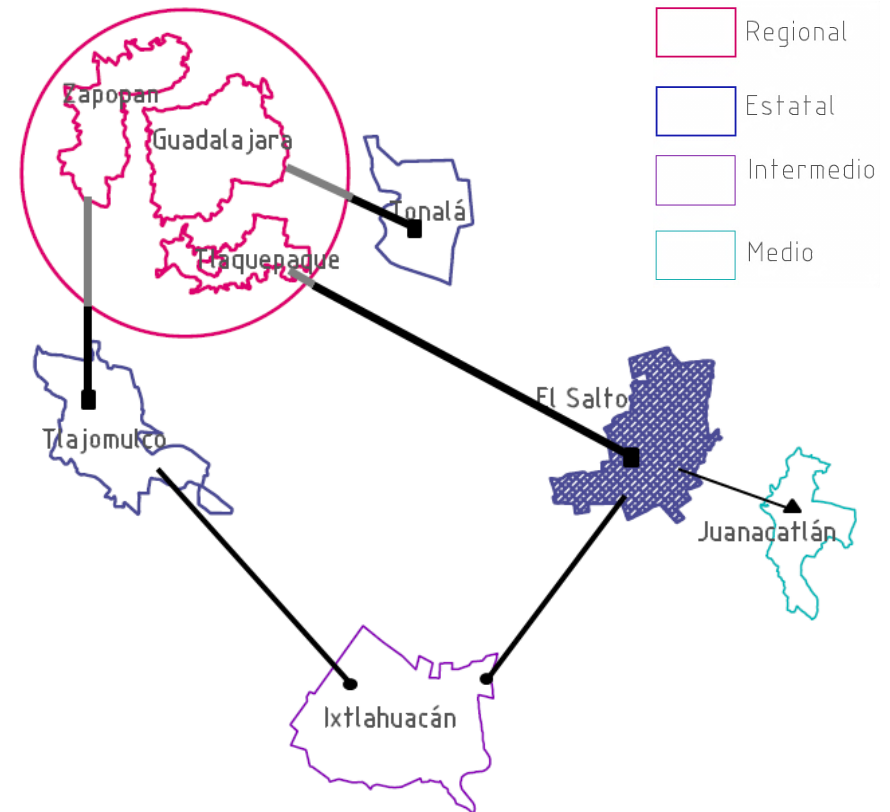 Regional
Zapopan
Estatal
Guadalajara
Intermedio
Tonalá
Medio
Tlaquepaque
El Salto
Tlajomulco
Juanacatlán
Ixtlahuacán